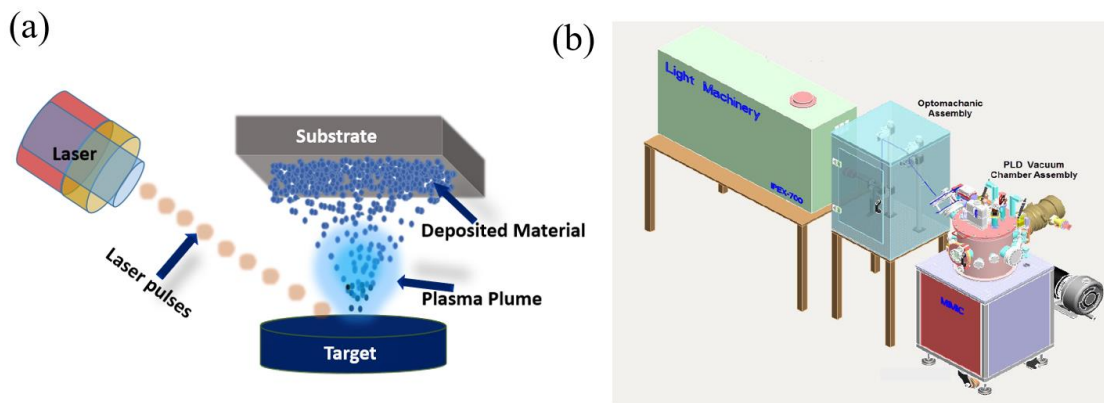 (a)
Laser
Laser pulses
Substrate
Deposited Material
Plasma Plume
Target
(b)
Light Machinery
IPEX-700
Optomachanic
Assembly
PLD Vacuum
Chamber Assembly
MMC